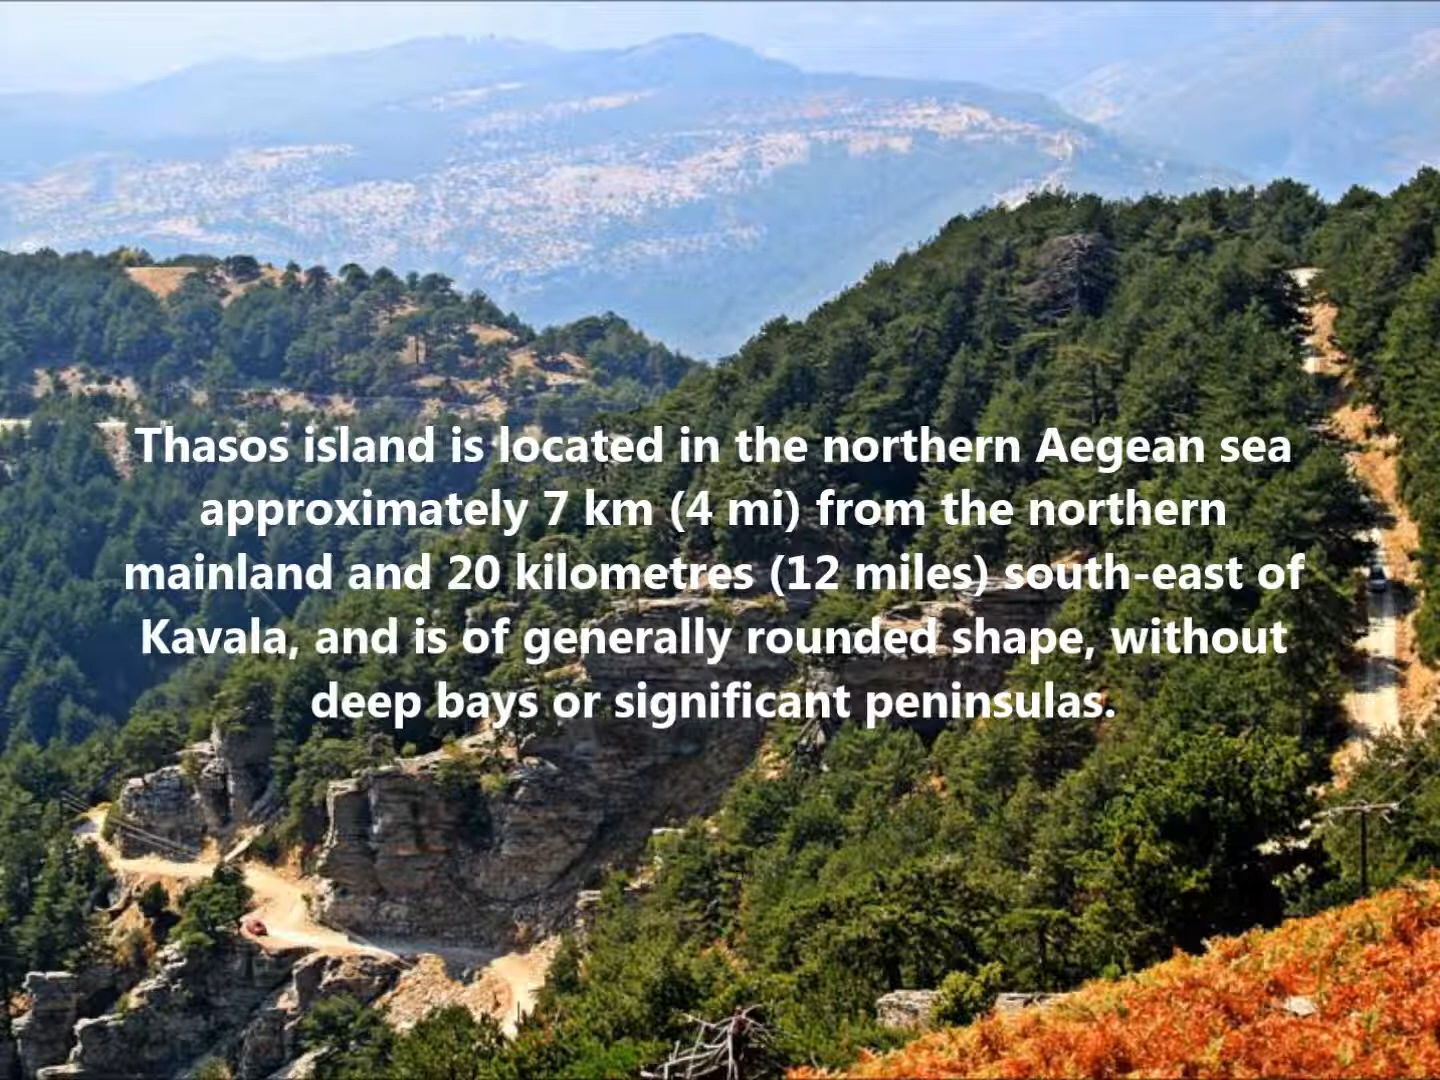 Thasos island is located in the northern Aegean sea
approximately 7 km (4 mi) from the northern
mainland and 20 kilometres (12 miles) south-east of
Kavala, and is of generally rounded shape, without
deep bays or significant peninsulas.